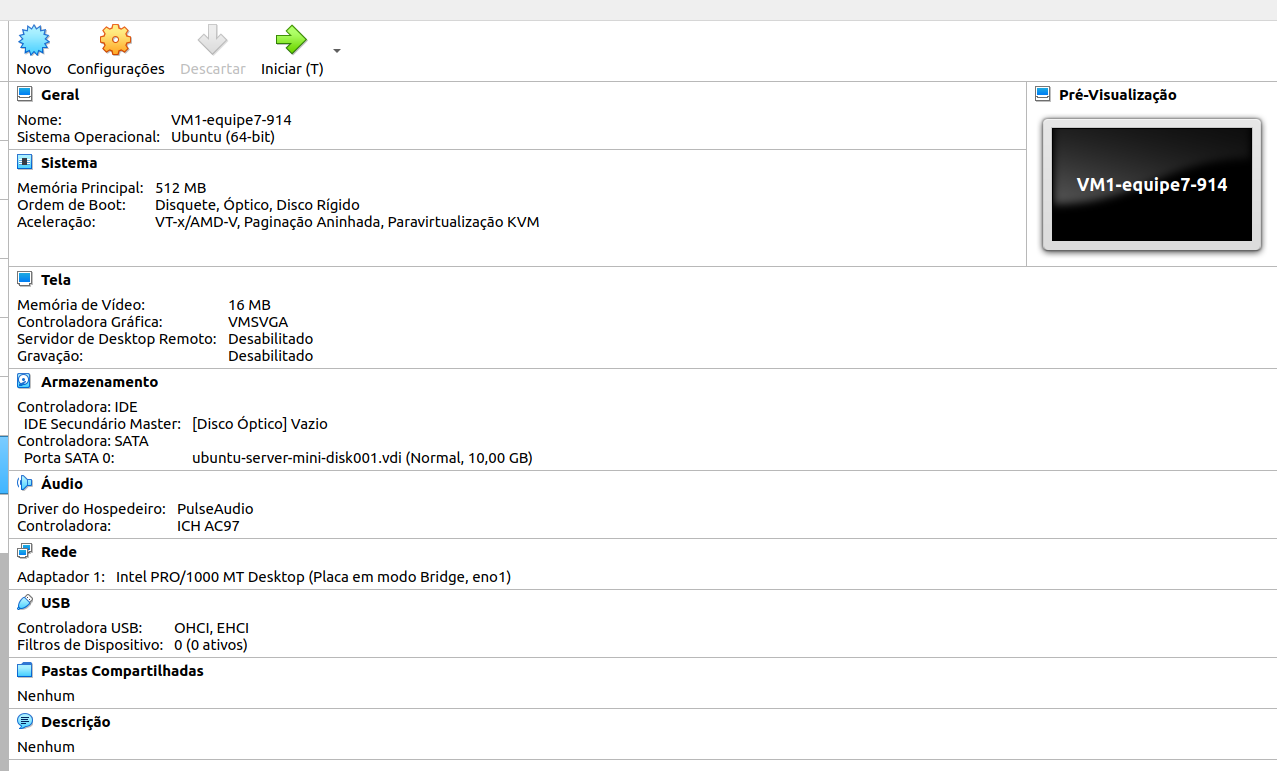 Novo Configurações Descartar Iniciar (T)
Geral
Nome: VM1-equipe7-914
Sistema Operacional: Ubuntu (64-bit)
Sistema
Memória Principal: 512 MB
Ordem de Boot: Disquete, Óptico, Disco Rígido
Aceleração: VT-x/AMD-V, Paginação Aninhada, Paravirtualização KVM
Pré-Visualização
VM1-equipe7-914
Tela
Memória de Vídeo: 16 MB
Controladora Gráfica: VMSVGA
Servidor de Desktop Remoto: Desabilitado
Gravação: Desabilitado
Armazenamento
Controladora: IDE
IDE Secundário Master: [Disco Óptico] Vazio
Controladora: SATA
Porta SATA 0: ubuntu-server-mini-disk001.vdi (Normal, 10,00 GB)
Áudio
Driver do Hospedeiro: PulseAudio
Controladora: ICH AC97
Rede
Adaptador 1: Intel PRO/1000 MT Desktop (Placa em modo Bridge, eno1)
USB
Controladora USB: OHCI, EHCI
Filtros de Dispositivo: 0 (0 ativos)
Pastas Compartilhadas
Nenhum
Descrição
Nenhum